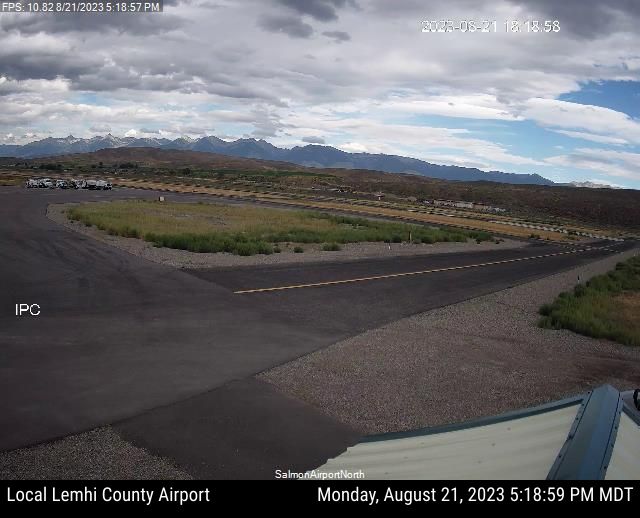 FPS: 10.82 8/21/2023 5:18:57 PM
2023-08-21 18:18:58
IPC
SalmonAirportNorth
Local Lemhi County Airport
Monday, August 21, 2023 5:18:59 PM MDT